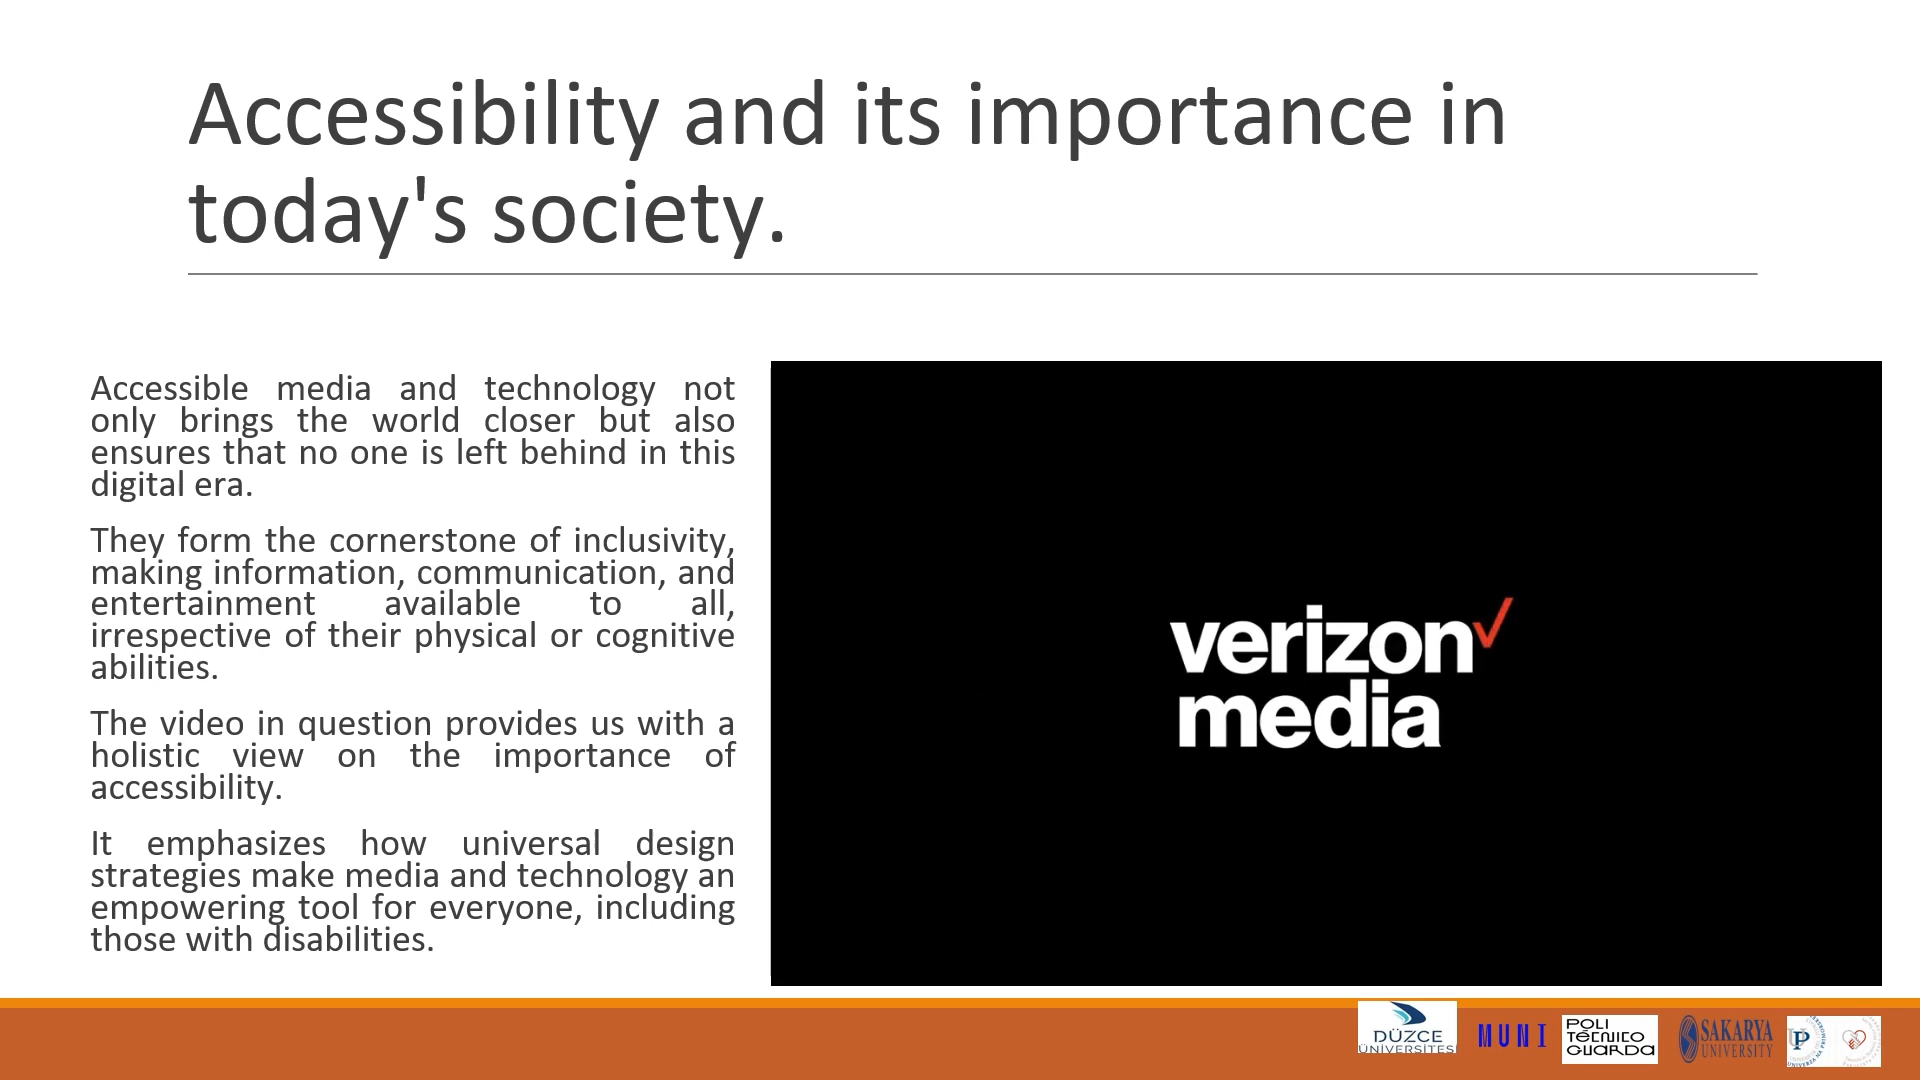 Accessibility and its importance in
today's society.
Accessible media and technology not
only brings the world closer but also
ensures that no one is left behind in this
digital era.
They form the cornerstone of inclusivity,
making information, communication, and
entertainment available to all,
irrespective of their physical or cognitive
abilities.
The video in question provides us with a
holistic view on the importance of
accessibility.
It emphasizes how universal design
strategies make media and technology an
empowering tool for everyone, including
those with disabilities.
verizon
media
DÜZCE
ÜNİVERSİTES
MUNI
POLI
TÉCNICO
GUARDA
SAKARYA
UNIVERSITY
UP